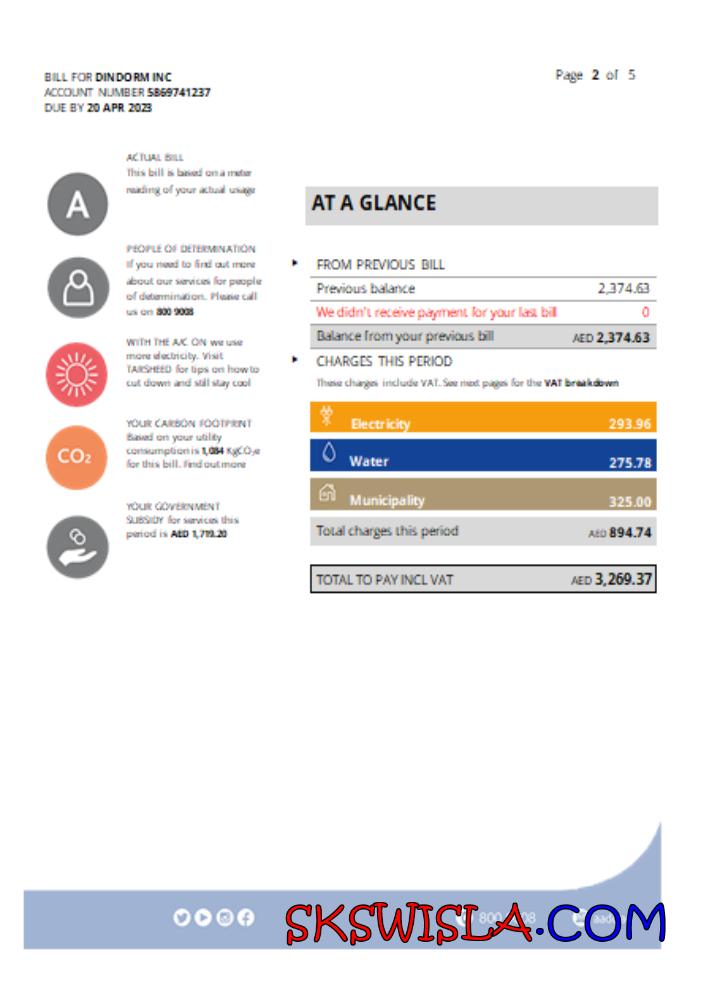 BILL FOR DINDORM INC
ACCOUNT NUMBER 5869741237
DUE BY 20 APR 2023
Page 2 of 5
ACTUAL BILL
This bill is based on a meter
reading of your actual usage
A
PEOPLE OF DETERMINATION
If you need to find out more
about our services for people
of determination. Please call
us on 800 9008
WITH THE A/C ON we use
more electricity. Visit
TARSHEED for tips on how to
cut down and still stay cool
YOUR CARBON FOOTPRINT
Based on your utility
consumption is 1,084 KgCO₂e
for this bill. Find out more
CO₂
YOUR GOVERNMENT
SUBSIDY for services this
period is AED 1,719.20
AT A GLANCE
FROM PREVIOUS BILL
Previous balance 2,374.63
We didn't receive payment for your last bill 0
Balance from your previous bill AED 2,374.63
CHARGES THIS PERIOD
These charges include VAT. See next pages for the VAT breakdown
Electricity 293.96
Water 275.78
Municipality 325.00
Total charges this period AED 894.74
TOTAL TO PAY INCL VAT AED 3,269.37
SKSWISLA.COM